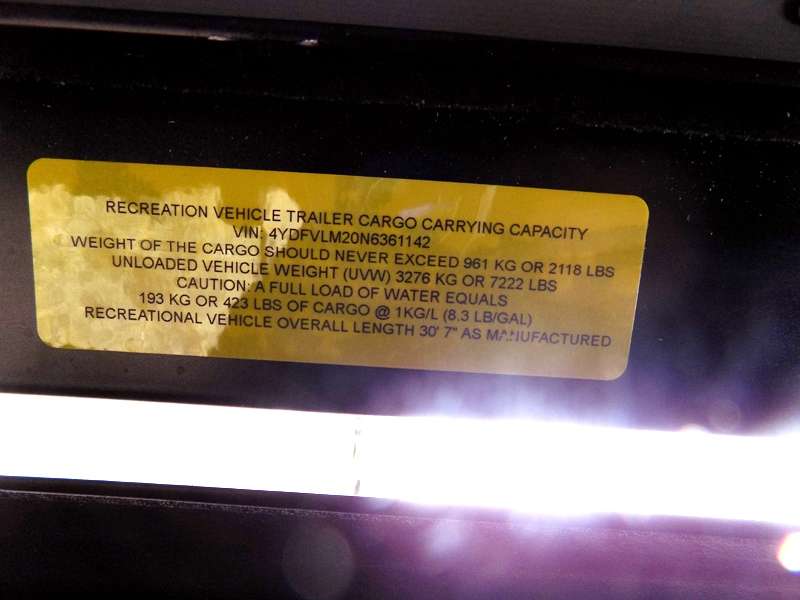 RECREATION VEHICLE TRAILER CARGO CARRYING CAPACITY
VIN: 4YDFVLM20N6361142
WEIGHT OF THE CARGO SHOULD NEVER EXCEED 961 KG OR 2118 LBS
UNLOADED VEHICLE WEIGHT (UVW) 3276 KG OR 7222 LBS
CAUTION: A FULL LOAD OF WATER EQUALS
193 KG OR 423 LBS OF CARGO @ 1KG/L (8.3 LB/GAL)
RECREATIONAL VEHICLE OVERALL LENGTH 30' 7" AS MANUFACTURED